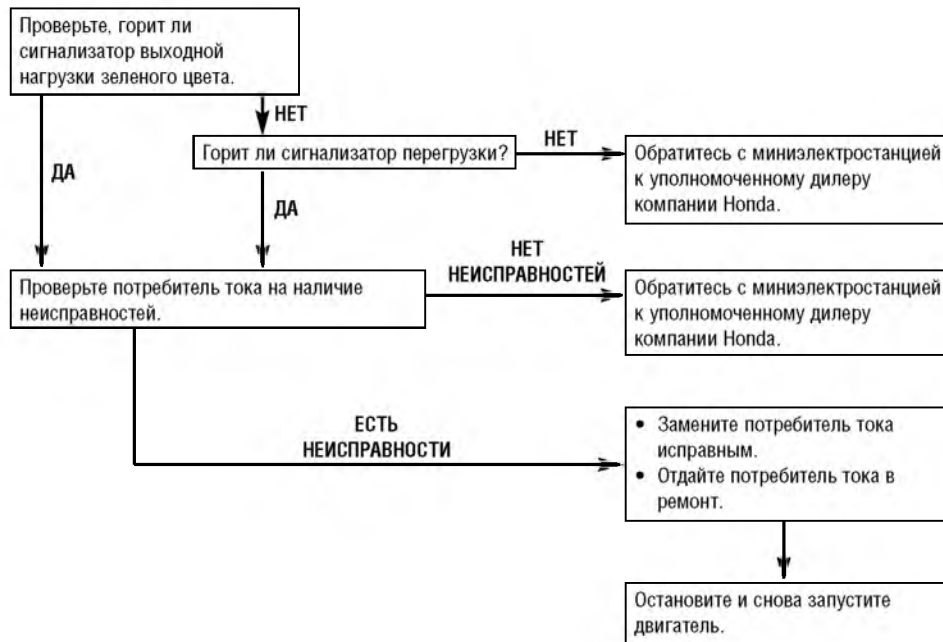 Проверьте, горит ли
сигнализатор выходной
нагрузки зеленого цвета.
НЕТ
Горит ли сигнализатор перегрузки?
НЕТ
Обратитесь с миниэлектростанцией
к уполномоченному дилеру
компании Honda.
ДА
ДА
Проверьте потребитель тока на наличие
неисправностей.
НЕТ
НЕИСПРАВНОСТЕЙ
Обратитесь с миниэлектростанцией
к уполномоченному дилеру
компании Honda.
ЕСТЬ
НЕИСПРАВНОСТИ
• Замените потребитель тока
исправным.
• Отдайте потребитель тока в
ремонт.
Остановите и снова запустите
двигатель.